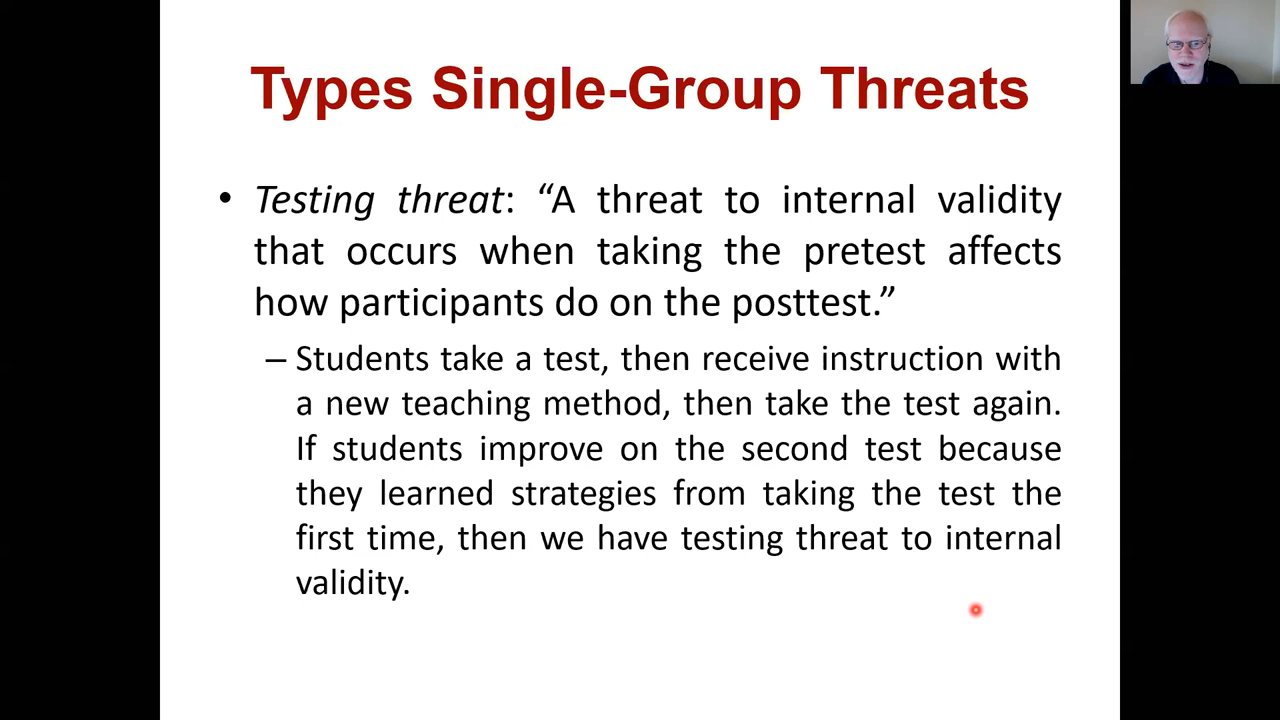 Types Single-Group Threats
• Testing threat: “A threat to internal validity
that occurs when taking the pretest affects
how participants do on the posttest.”
– Students take a test, then receive instruction with
a new teaching method, then take the test again.
If students improve on the second test because
they learned strategies from taking the test the
first time, then we have testing threat to internal
validity.